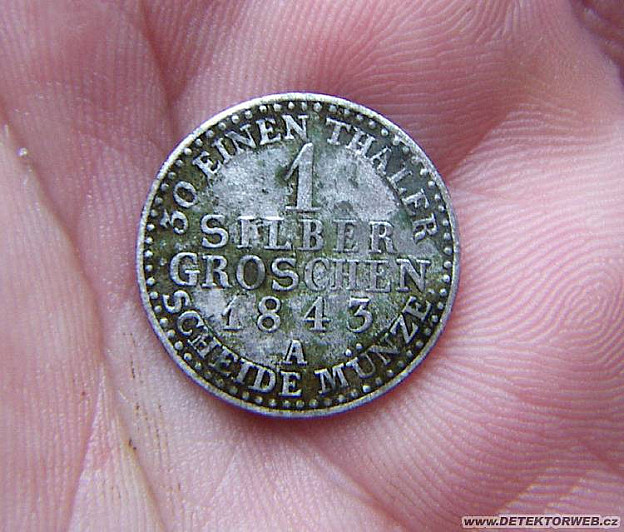 30 EINEN THALER
1
SILBER
GROSCHEN
1843
A
SCHEIDE MÜNZE
www.DETEKTORWEB.cz